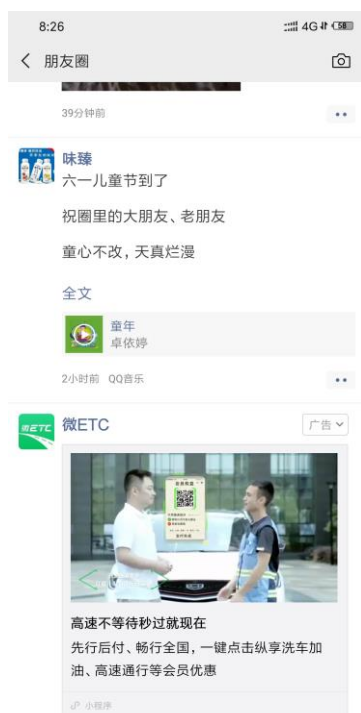 8:26
4G
58
朋友圈
39分钟前
味臻
六一儿童节到了
祝圈里的大朋友、老朋友
童心不改，天真烂漫
全文
童年
卓依婷
2小时前 QQ音乐
微ETC
微ETC
广告
高速不等待秒过就现在
先行后付、畅行全国，一键点击纵享洗车加
油、高速通行等会员优惠
小程序